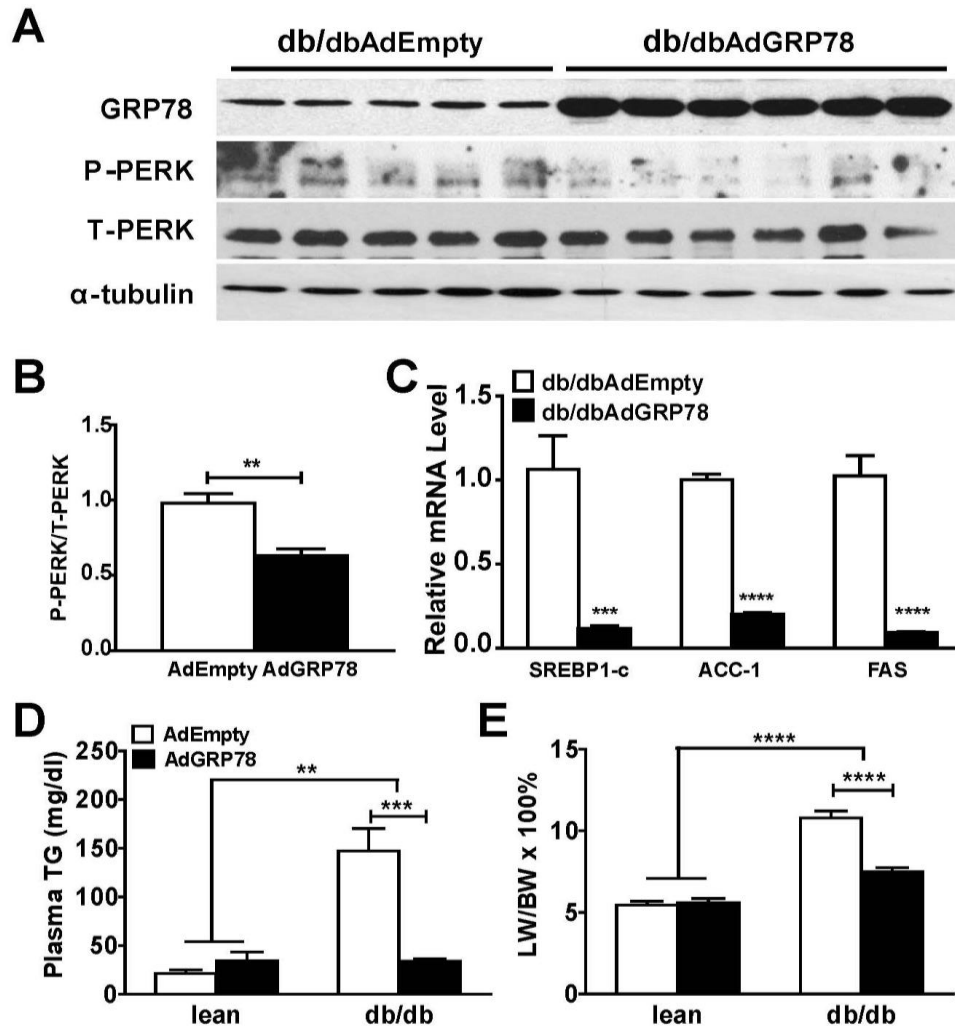 A
db/dbAdEmpty db/dbAdGRP78
GRP78
P-PERK
T-PERK
α-tubulin
B
1.5
1.0
0.5
0.0
P-PERK/T-PERK
**
AdEmpty AdGRP78
C
db/dbAdEmpty
db/dbAdGRP78
1.5
1.0
0.5
0.0
Relative mRNA Level
*** **** ****
SREBP1-c ACC-1 FAS
D
AdEmpty
AdGRP78
250
200
150
100
50
0
Plasma TG (mg/dl)
**
***
lean db/db
E
15
10
5
0
LW/BW x 100%
****
****
lean db/db